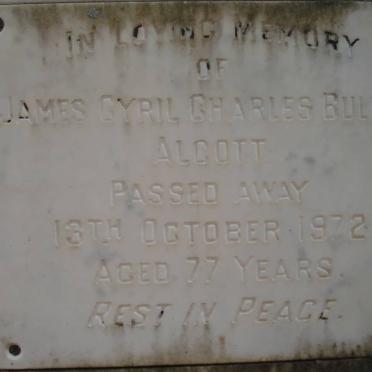 IN LOVING MEMORY
OF
JAMES CYRIL CHARLES
ALCOTT
PASSED AWAY
13TH OCTOBER 1972
AGED 77 YEARS.
REST IN PEACE.